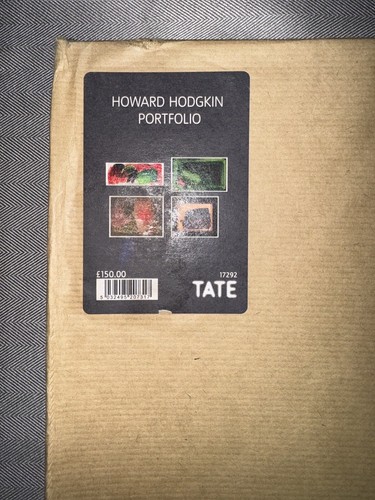 HOWARD HODGKIN
PORTFOLIO
£150.00
17292
TATE